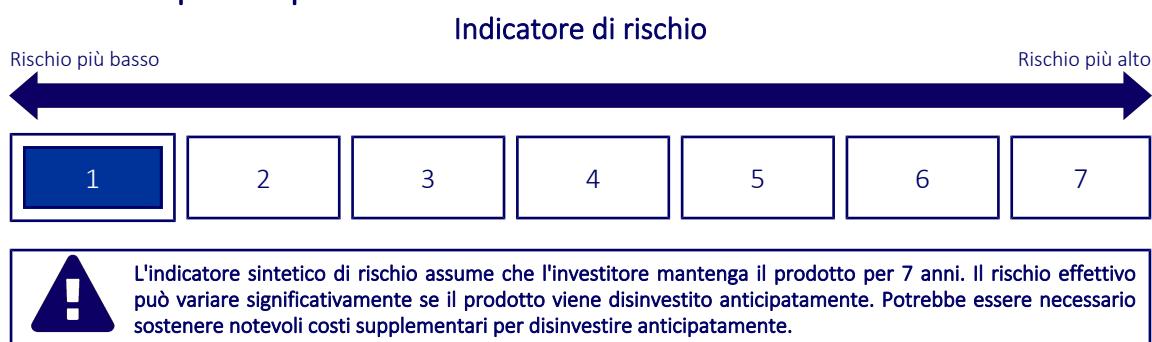 Indicatore di rischio
Rischio più basso
Rischio più alto
1
2
3
4
5
6
7
L'indicatore sintetico di rischio assume che l'investitore mantenga il prodotto per 7 anni. Il rischio effettivo
può variare significativamente se il prodotto viene disinvestito anticipatamente. Potrebbe essere necessario
sostenere notevoli costi supplementari per disinvestire anticipatamente.